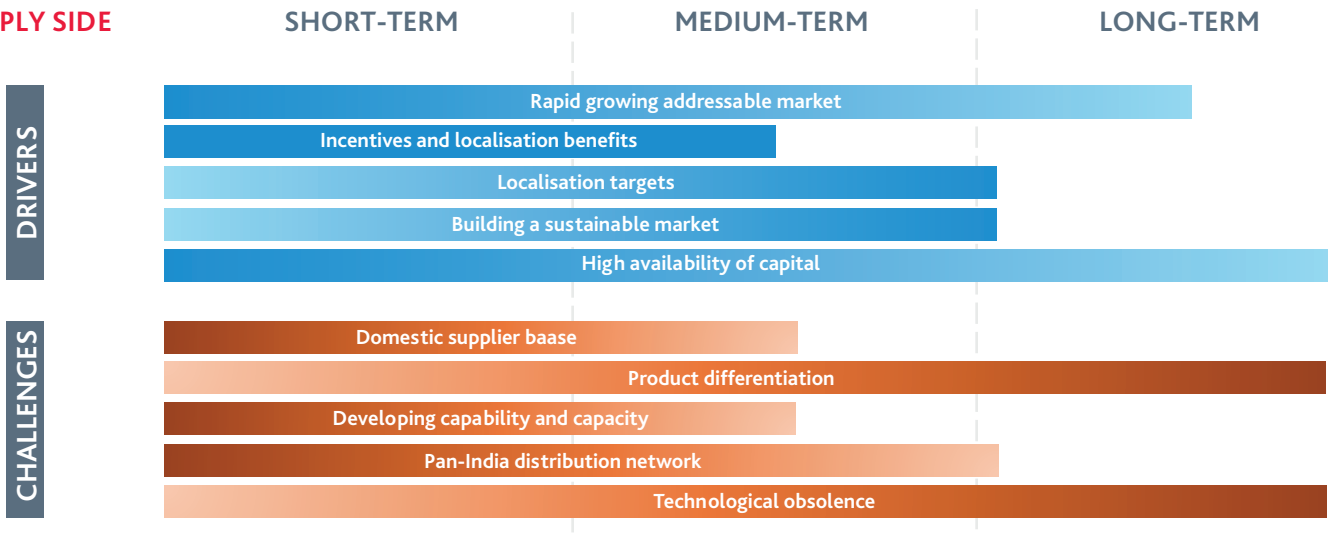 PLY SIDE
SHORT-TERM
MEDIUM-TERM
LONG-TERM
DRIVERS
Rapid growing addressable market
Incentives and localisation benefits
Localisation targets
Building a sustainable market
High availability of capital
CHALLENGES
Domestic supplier baase
Product differentiation
Developing capability and capacity
Pan-India distribution network
Technological obsolence